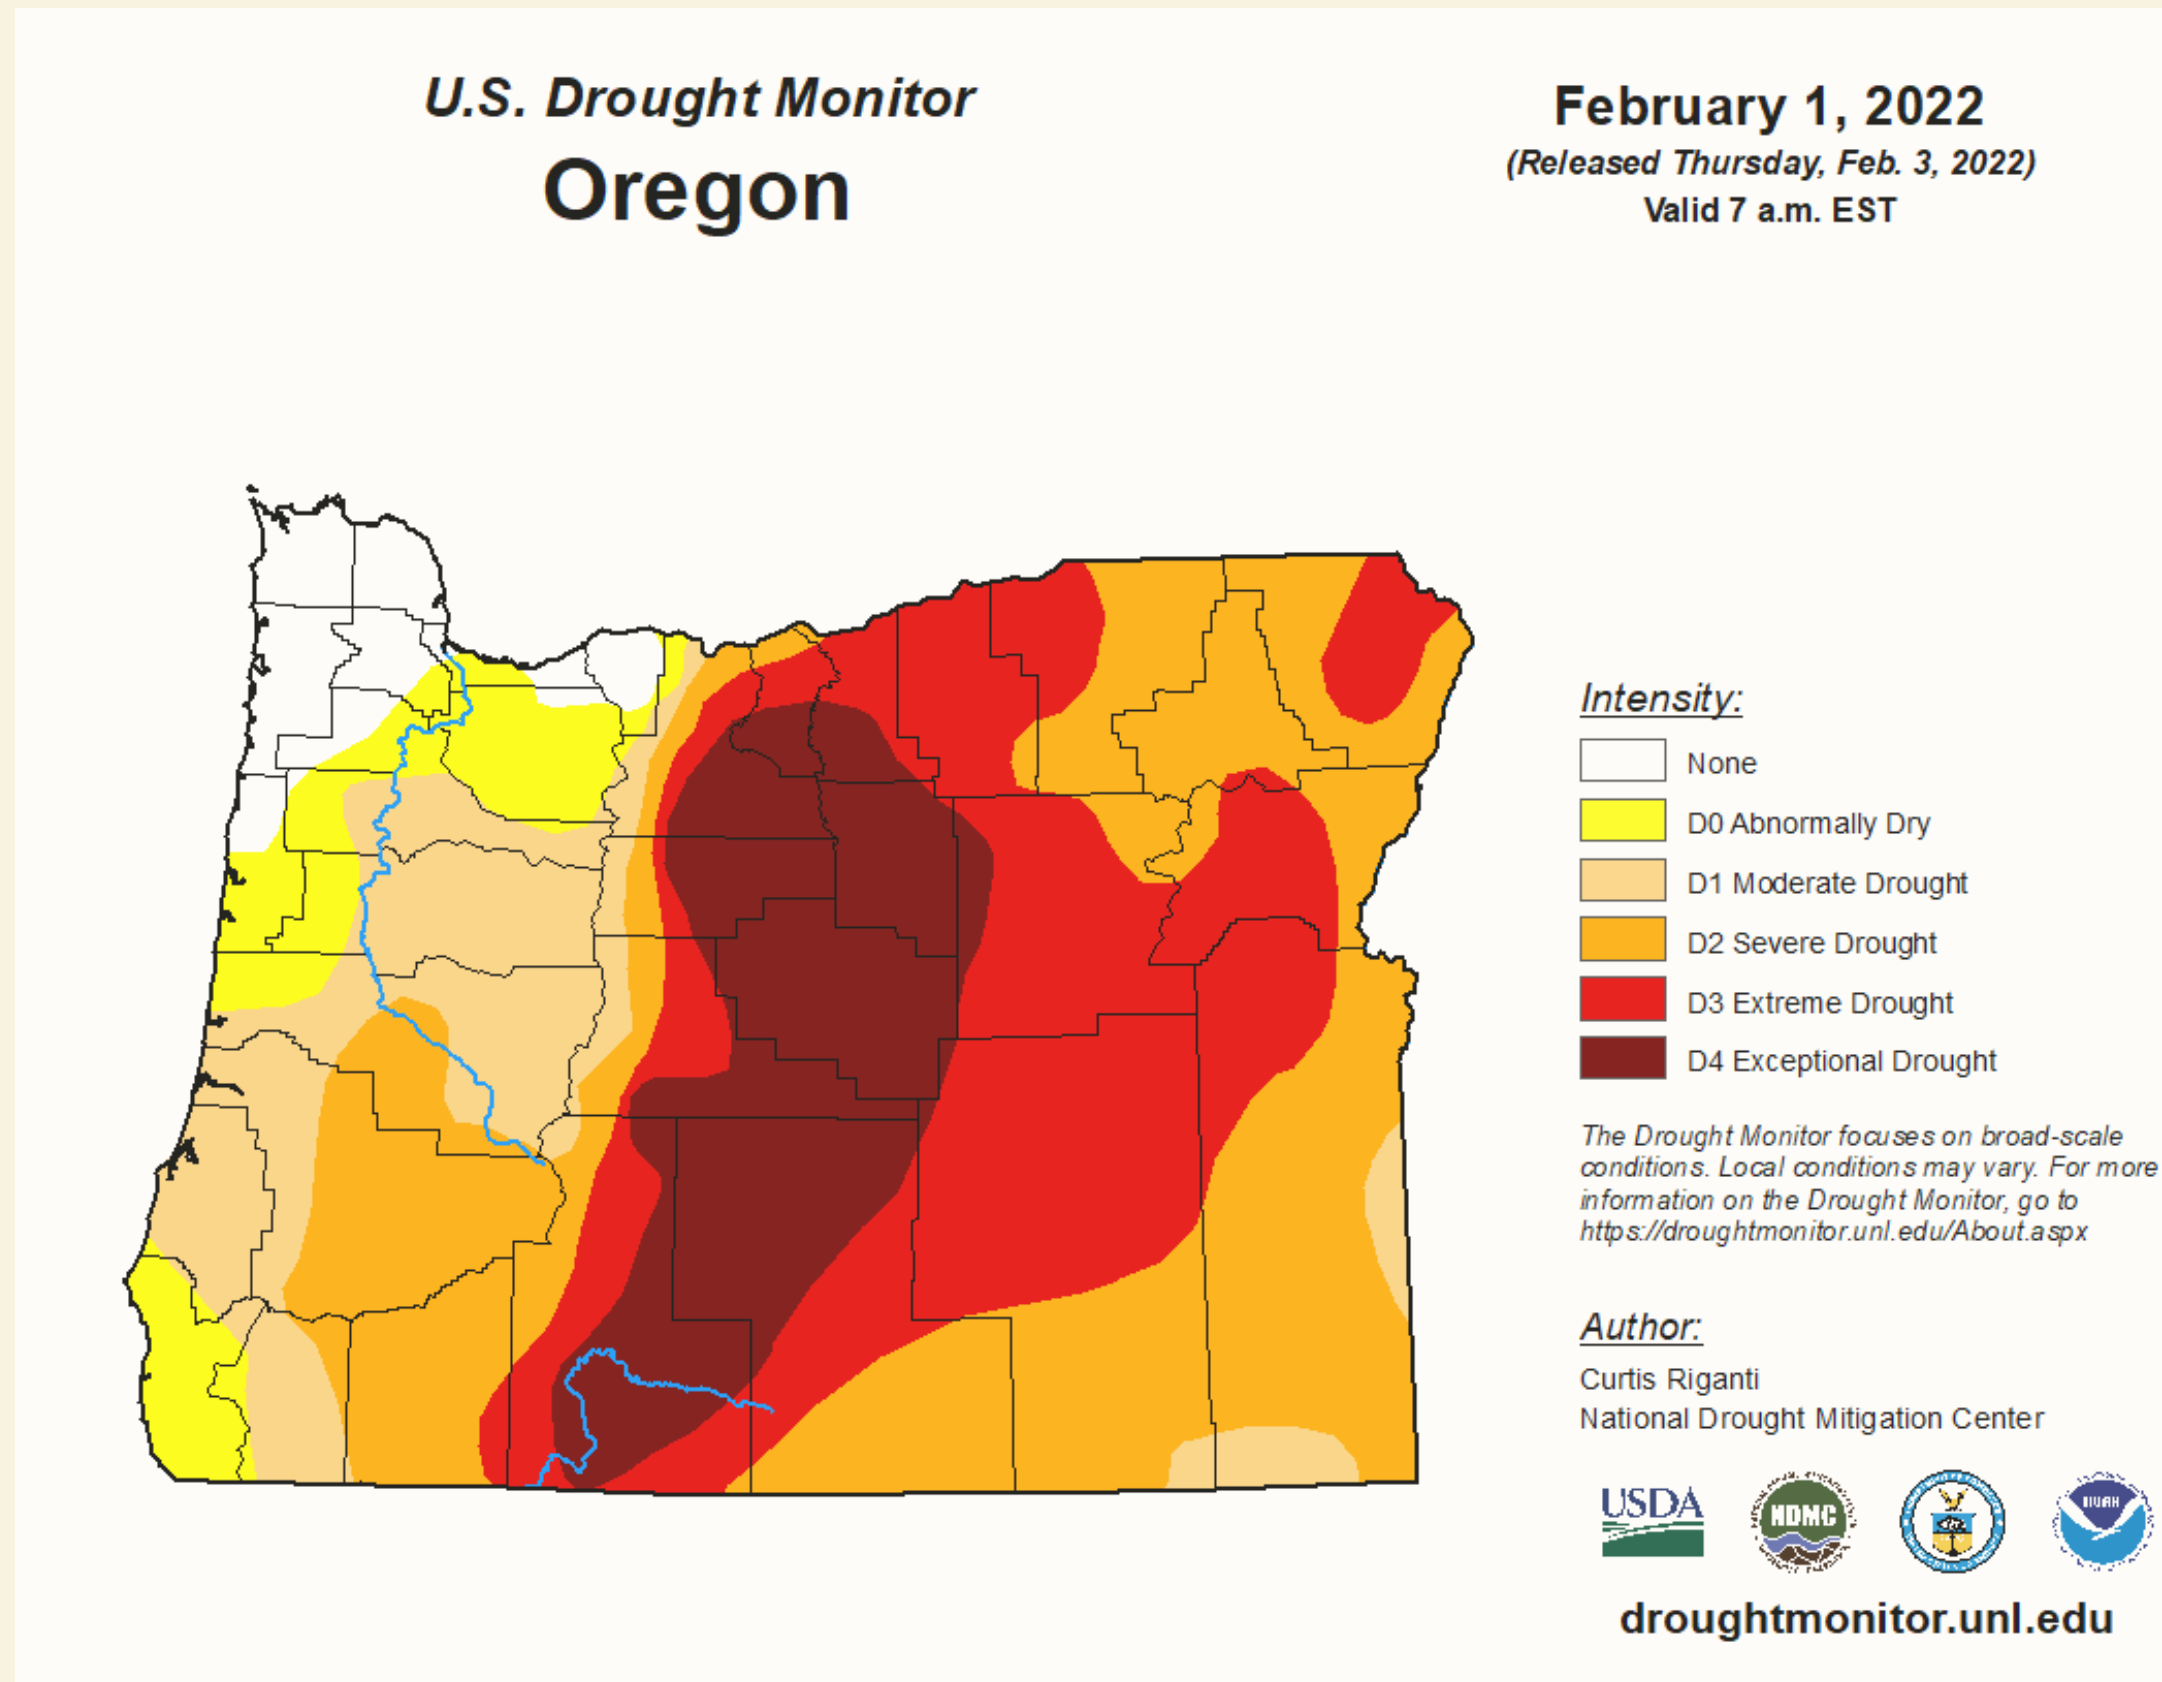 U.S. Drought Monitor
Oregon
February 1, 2022
(Released Thursday, Feb. 3, 2022)
Valid 7 a.m. EST
Intensity:
None
D0 Abnormally Dry
D1 Moderate Drought
D2 Severe Drought
D3 Extreme Drought
D4 Exceptional Drought
The Drought Monitor focuses on broad-scale
conditions. Local conditions may vary. For more
information on the Drought Monitor, go to
https://droughtmonitor.unl.edu/About.aspx
Author:
Curtis Riganti
National Drought Mitigation Center
USDA
NDMC
droughtmonitor.unl.edu